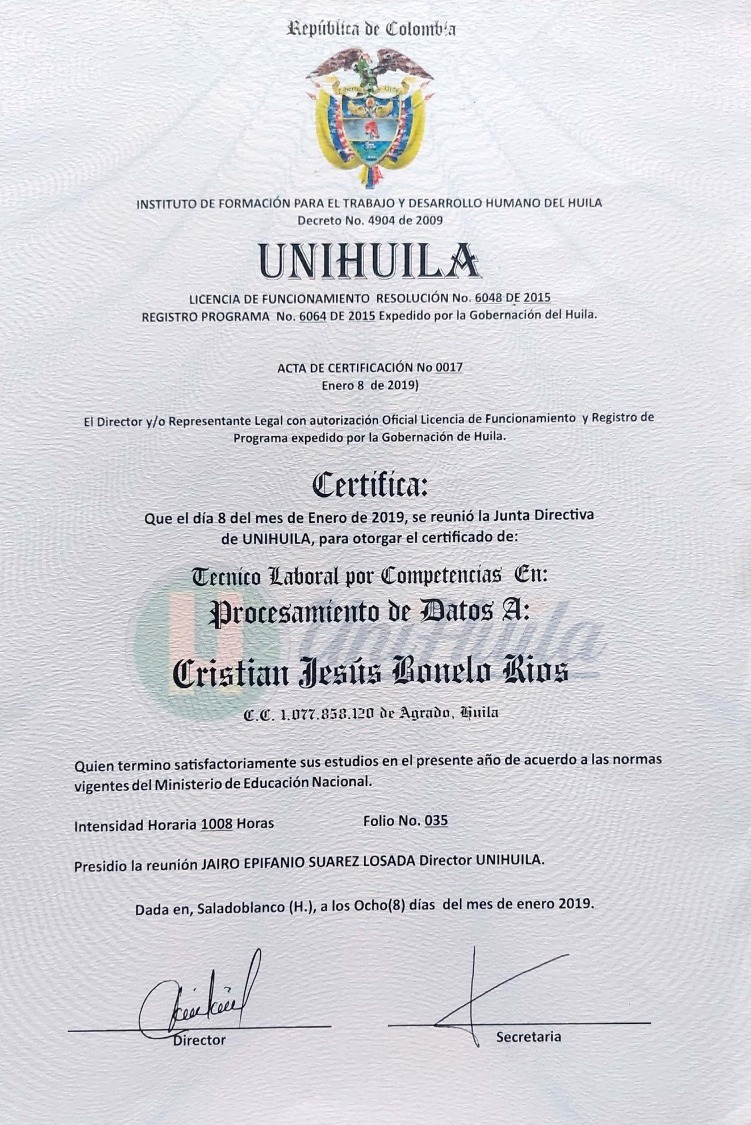 República de Colombia
INSTITUTO DE FORMACIÓN PARA EL TRABAJO Y DESARROLLO HUMANO DEL HUILA
Decreto No. 4904 de 2009
UNIHUILA
LICENCIA DE FUNCIONAMIENTO RESOLUCIÓN No. 6048 DE 2015
REGISTRO PROGRAMA No. 6064 DE 2015 Expedido por la Gobernación del Huila.
ACTA DE CERTIFICACIÓN No 0017
Enero 8 de 2019)
El Director y/o Representante Legal con autorización Oficial Licencia de Funcionamiento y Registro de
Programa expedido por la Gobernación de Huila.
Certifica:
Que el día 8 del mes de Enero de 2019, se reunió la Junta Directiva
de UNIHUILA, para otorgar el certificado de:
Tecnico Laboral por Competencias En:
Procesamiento de Datos A:
UniHuila
Cristian Jesús Bonelo Rios
C.C. 1.077.858.120 de Agrado, Huila
Quien termino satisfactoriamente sus estudios en el presente año de acuerdo a las normas
vigentes del Ministerio de Educación Nacional.
Intensidad Horaria 1008 Horas Folio No. 035
Presidio la reunión JAIRO EPIFANIO SUAREZ LOSADA Director UNIHUILA.
Dada en, Saladoblanco (H.), a los Ocho(8) días del mes de enero 2019.
Director Secretaria